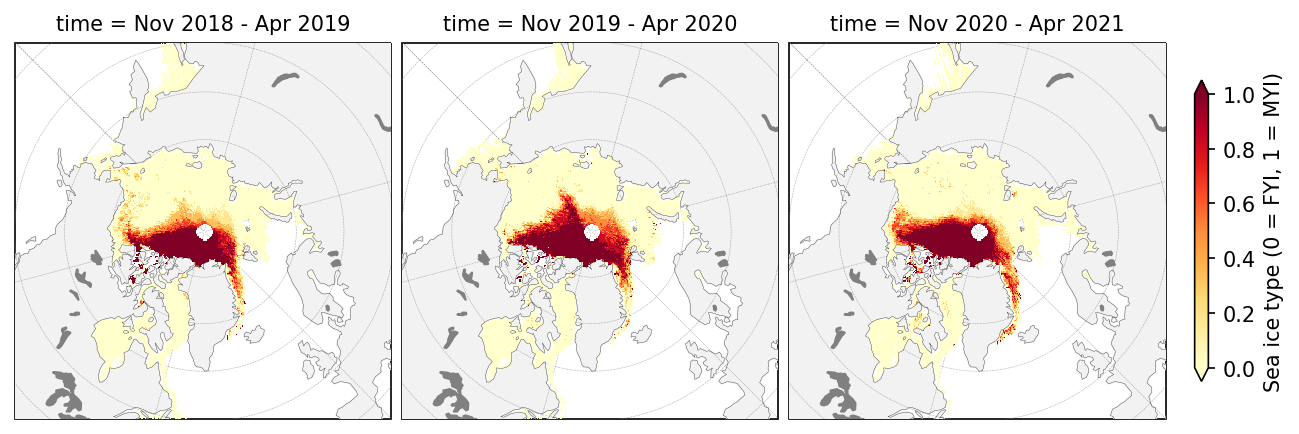 time = Nov 2018 - Apr 2019
time = Nov 2019 - Apr 2020
time = Nov 2020 - Apr 2021
1.0
0.8
0.6
0.4
0.2
0.0
Sea ice type (0 = FYI, 1 = MYI)